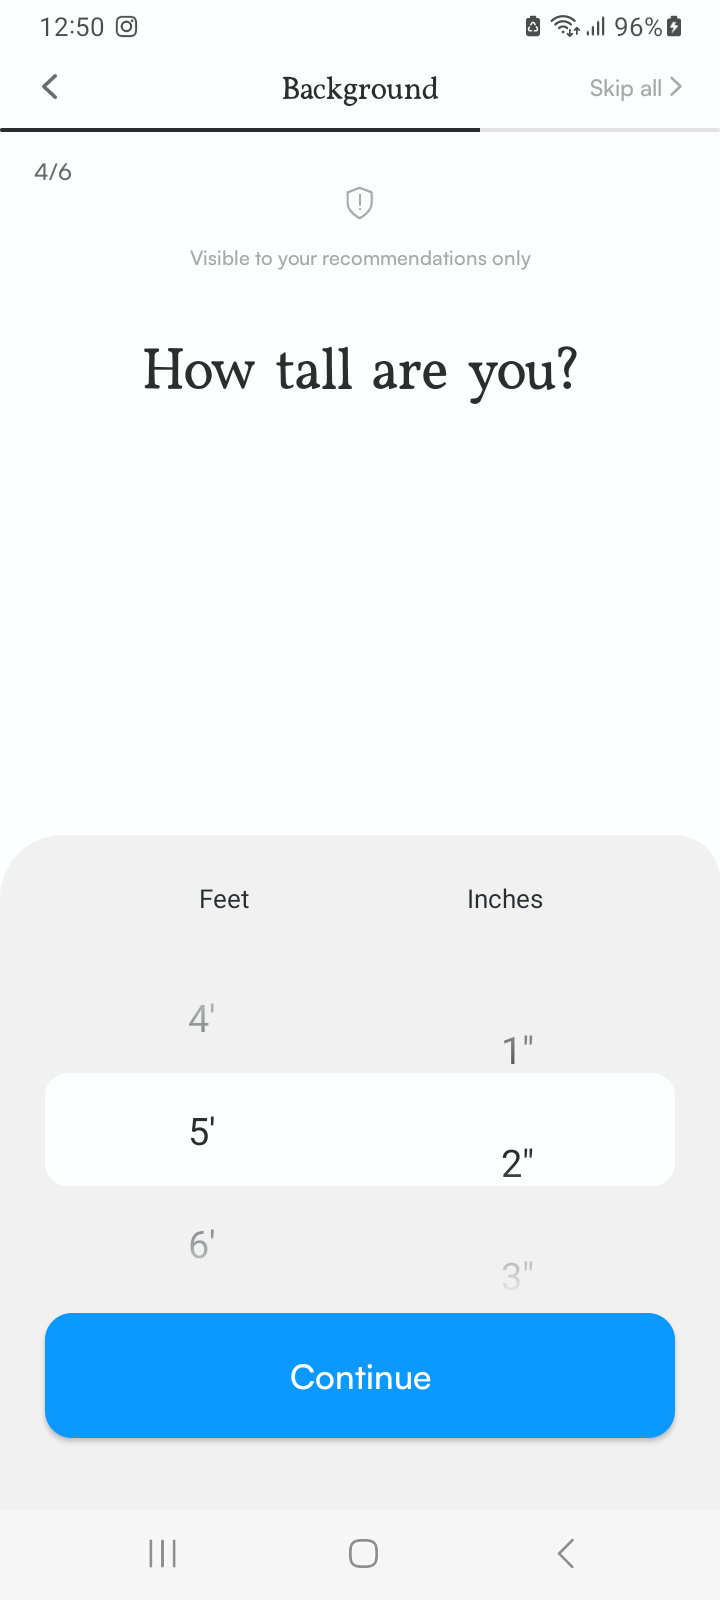 12:50 96%
Background Skip all
4/6
Visible to your recommendations only
How tall are you?
Feet Inches
4' 1"
5' 2"
6' 3"
Continue